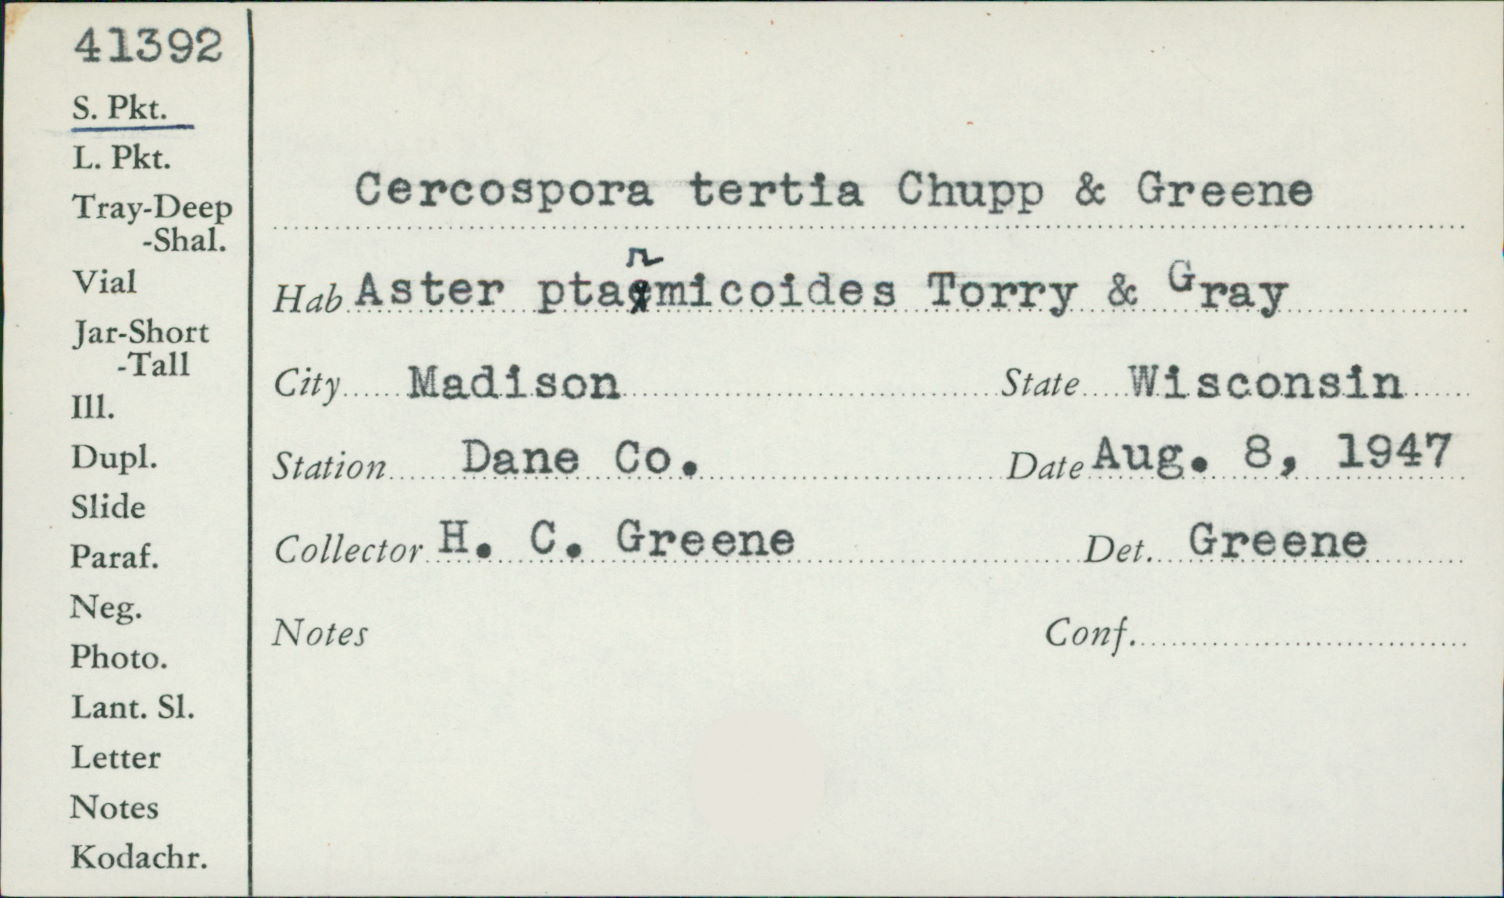 41392
S. Pkt.
L. Pkt.
Tray-Deep
-Shal.
Vial
Jar-Short
-Tall
Ill.
Dupl.
Slide
Paraf.
Neg.
Photo.
Lant. Sl.
Letter
Notes
Kodachr.
Cercospora tertia Chupp & Greene
Hab Aster ptarmicoides Torry & Gray
City Madison State Wisconsin
Station Dane Co. Date Aug. 8, 1947
Collector H. C. Greene Det. Greene
Notes Conf.